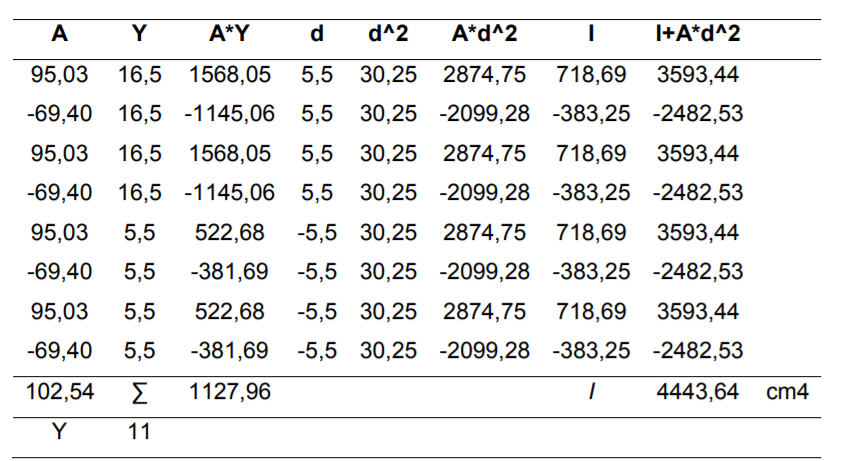 A Y A*Y d d^2 A*d^2 I I+A*d^2
95,03 16,5 1568,05 5,5 30,25 2874,75 718,69 3593,44
-69,40 16,5 -1145,06 5,5 30,25 -2099,28 -383,25 -2482,53
95,03 16,5 1568,05 5,5 30,25 2874,75 718,69 3593,44
-69,40 16,5 -1145,06 5,5 30,25 -2099,28 -383,25 -2482,53
95,03 5,5 522,68 -5,5 30,25 2874,75 718,69 3593,44
-69,40 5,5 -381,69 -5,5 30,25 -2099,28 -383,25 -2482,53
95,03 5,5 522,68 -5,5 30,25 2874,75 718,69 3593,44
-69,40 5,5 -381,69 -5,5 30,25 -2099,28 -383,25 -2482,53
102,54 ∑ 1127,96 I 4443,64 cm4
Y 11